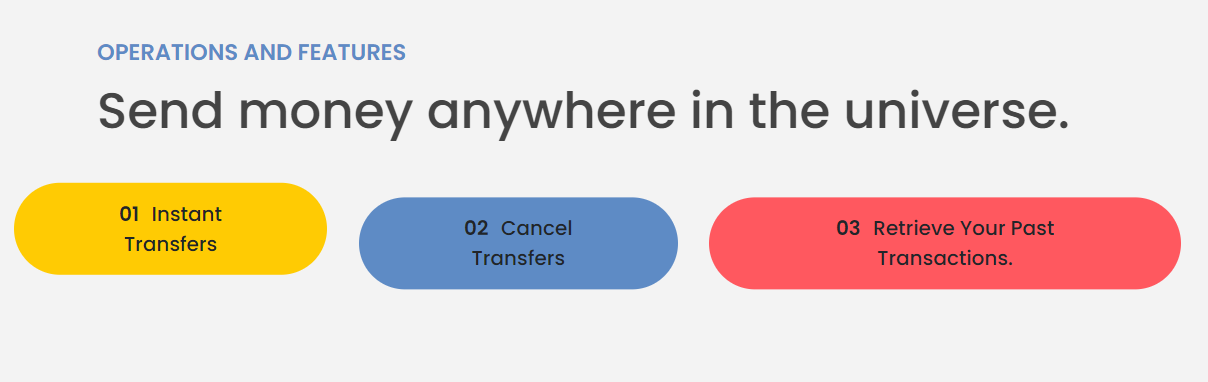 OPERATIONS AND FEATURES
Send money anywhere in the universe.
01 Instant
Transfers
02 Cancel
Transfers
03 Retrieve Your Past
Transactions.